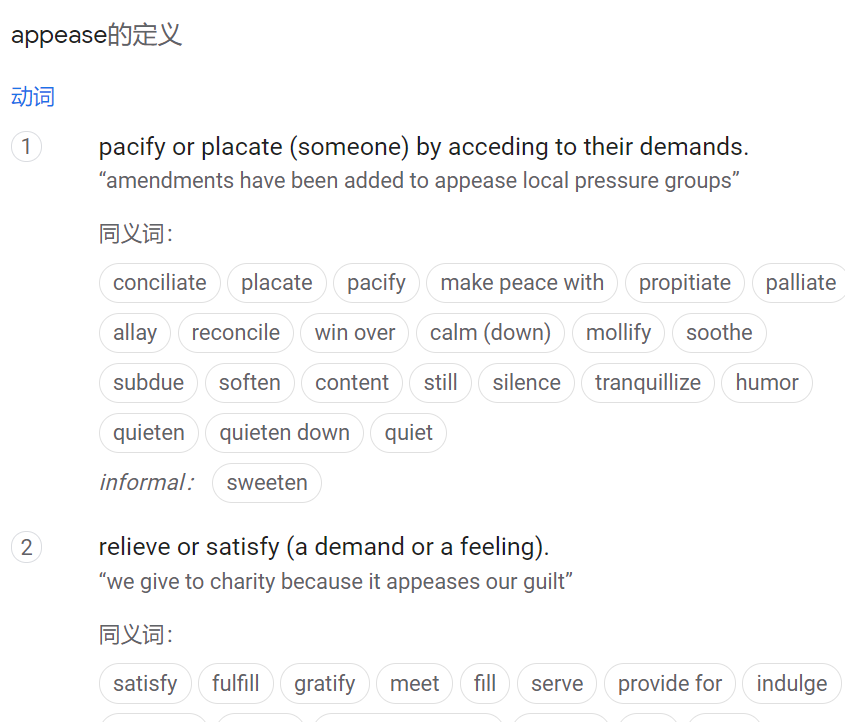 appease的定义
动词
1 pacify or placate (someone) by acceding to their demands.
“amendments have been added to appease local pressure groups”
同义词：
conciliate placate pacify make peace with propitiate palliate
allay reconcile win over calm (down) mollify soothe
subdue soften content still silence tranquillize humor
quieten quieten down quiet
informal： sweeten
2 relieve or satisfy (a demand or a feeling).
“we give to charity because it appeases our guilt”
同义词：
satisfy fulfill gratify meet fill serve provide for indulge